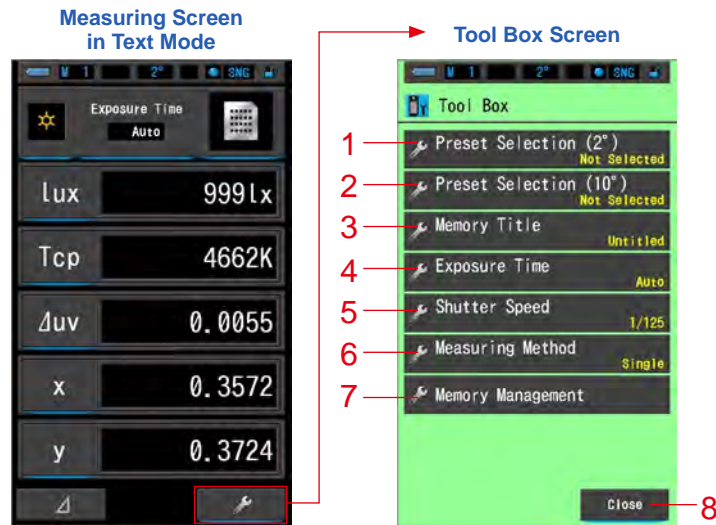 Measuring Screen
in Text Mode
M 1 2° SNG
Exposure Time
Auto
lux 999lx
Tcp 4662K
⊿uv 0.0055
x 0.3572
y 0.3724
⊿
Tool Box Screen
M 1 2° SNG
Tool Box
1 Preset Selection (2°)
Not Selected
2 Preset Selection (10°)
Not Selected
3 Memory Title
Untitled
4 Exposure Time
Auto
5 Shutter Speed
1/125
6 Measuring Method
Single
7 Memory Management
Close 8